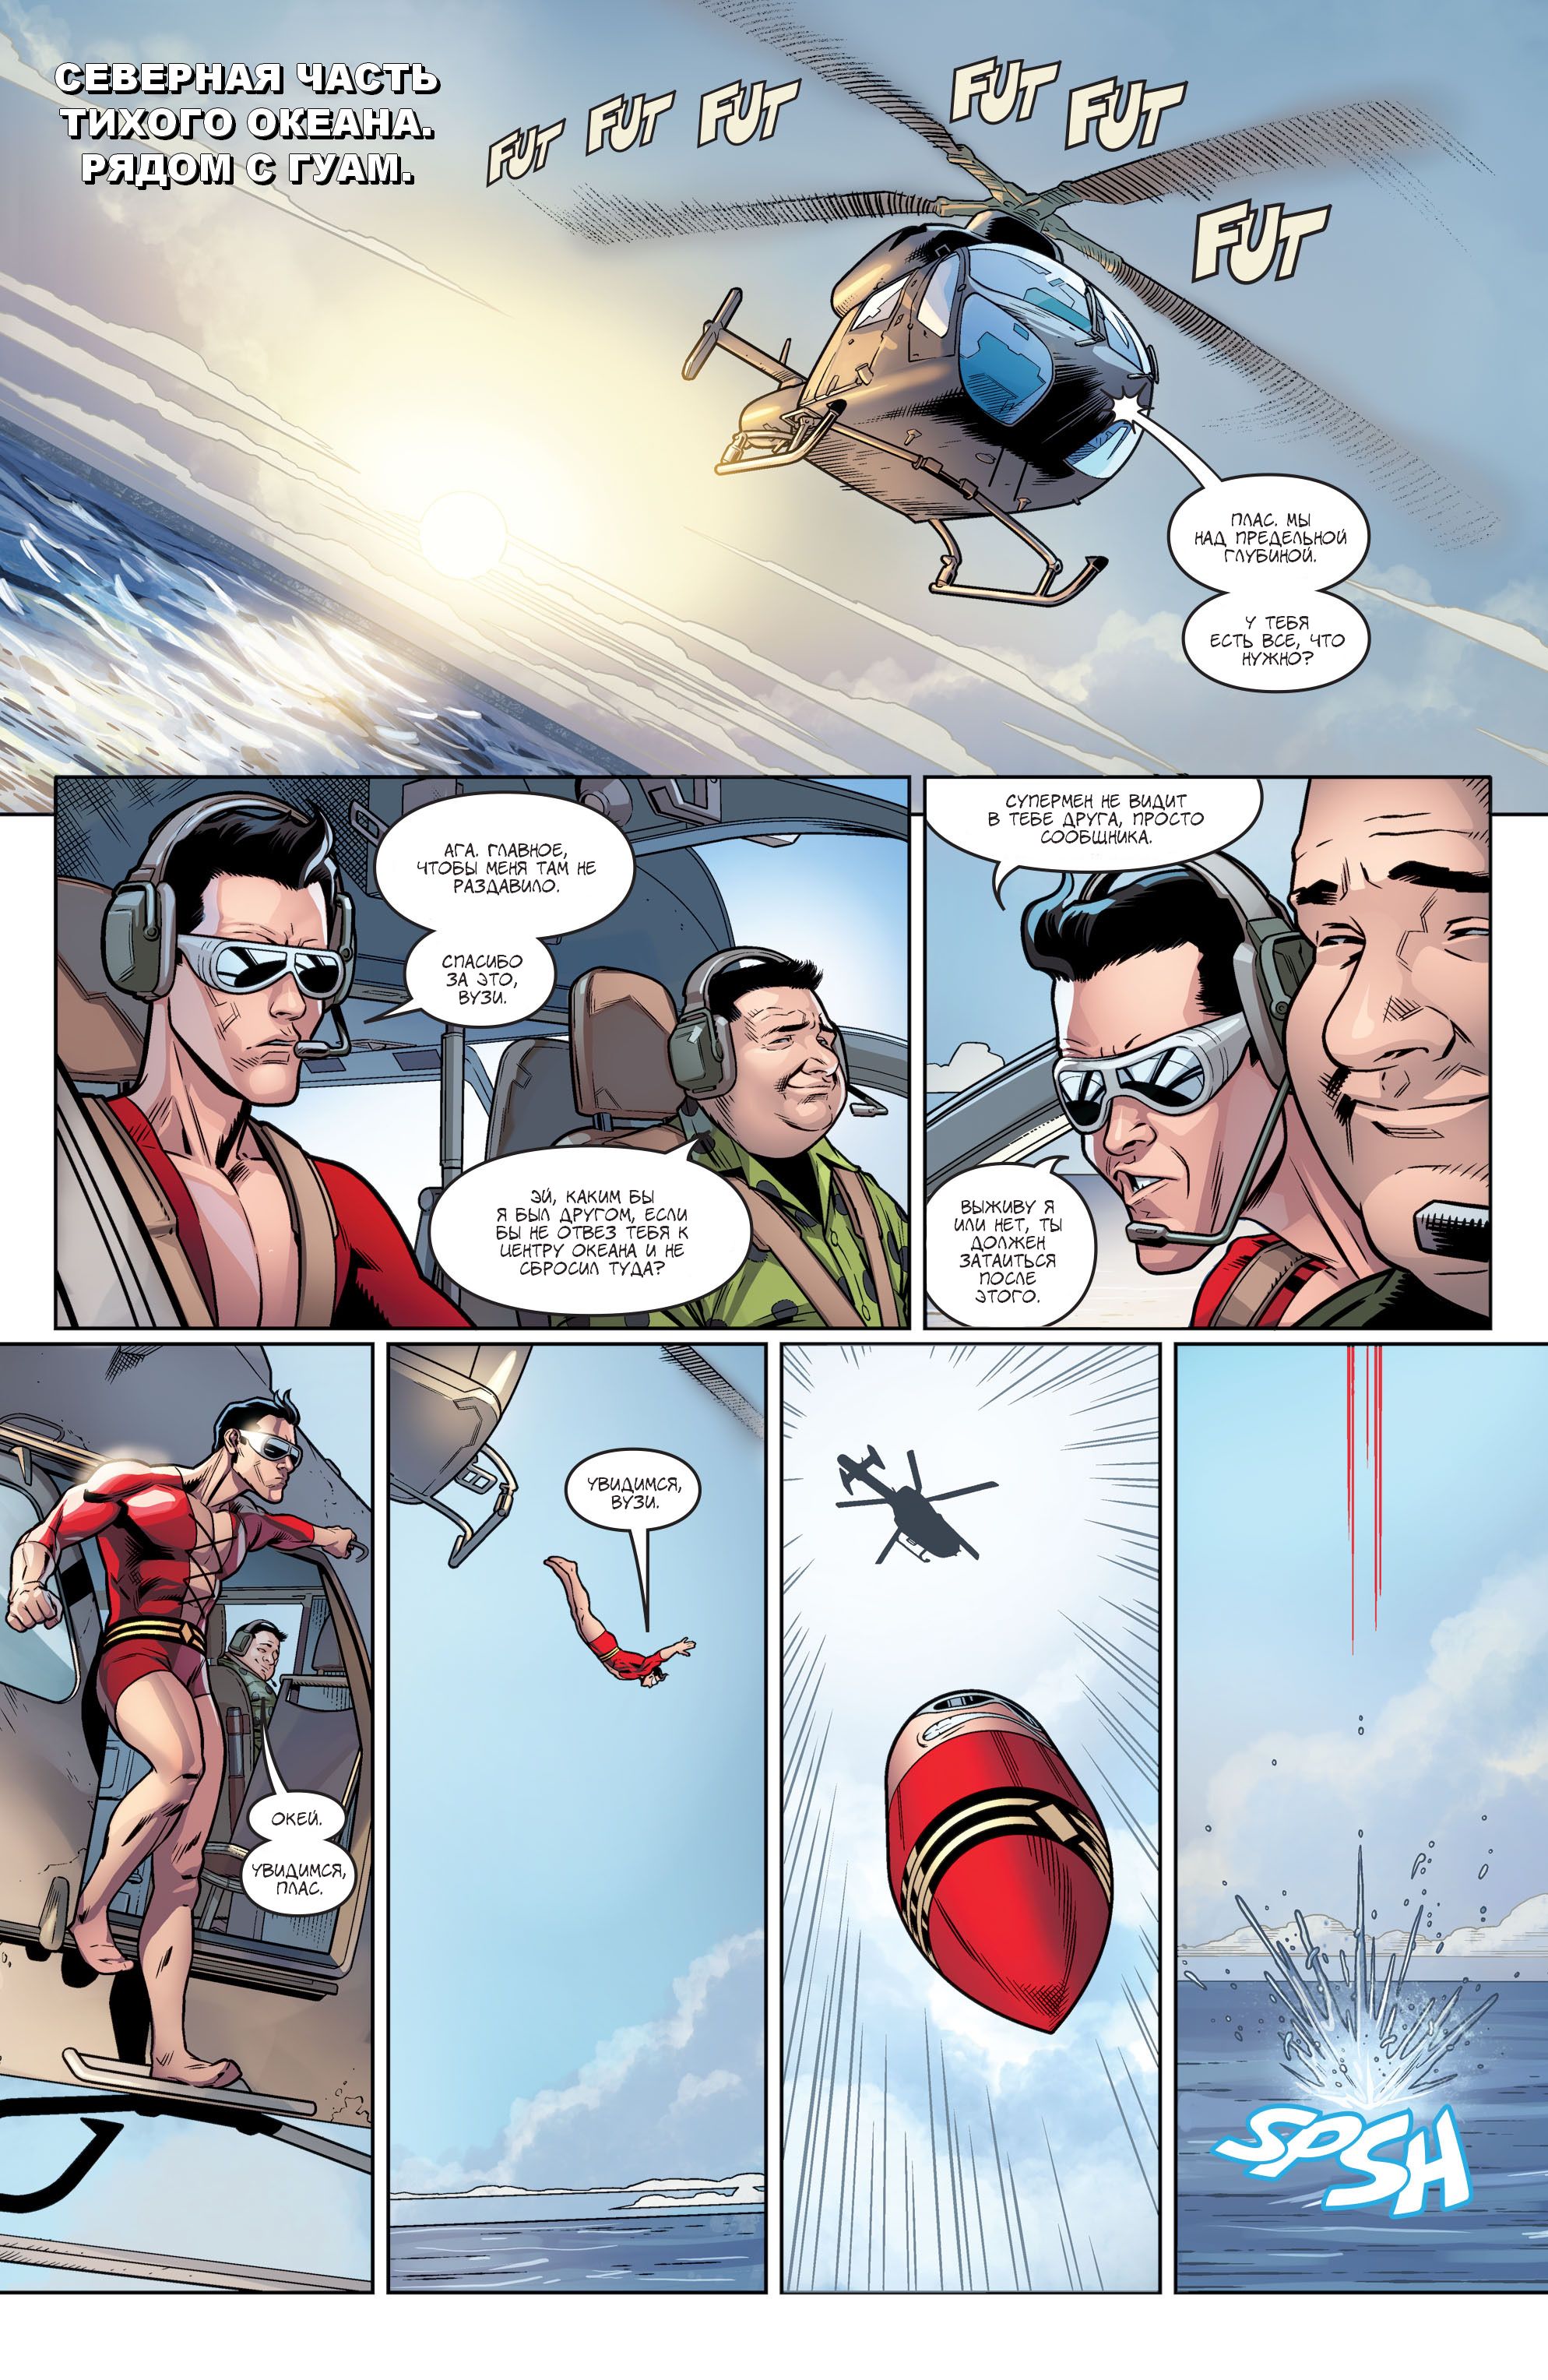 СЕВЕРНАЯ ЧАСТЬ
ТИХОГО ОКЕАНА.
РЯДОМ С ГУАМ.
FUT
FUT
FUT
FUT
FUT
FUT
ПЛАС. МЫ
НАД ПРЕДЕЛЬНОЙ
ГЛУБИНОЙ.
У ТЕБЯ
ЕСТЬ ВСЕ, ЧТО
НУЖНО?
АГА. ГЛАВНОЕ,
ЧТОБЫ МЕНЯ ТАМ НЕ
РАЗДАВИЛО.
СПАСИБО
ЗА ЭТО,
ВУЗИ.
ЭЙ, КАКИМ БЫ
Я БЫЛ ДРУГОМ, ЕСЛИ
БЫ НЕ ОТВЕЗ ТЕБЯ К
ЦЕНТРУ ОКЕАНА И НЕ
СБРОСИЛ ТУДА?
СУПЕРМЕН НЕ ВИДИТ
В ТЕБЕ ДРУГА, ПРОСТО
СООБЩНИКА.
ВЫЖИВУ Я
ИЛИ НЕТ, ТЫ
ДОЛЖЕН
ЗАТАИТЬСЯ
ПОСЛЕ
ЭТОГО.
ОКЕЙ.
УВИДИМСЯ,
ПЛАС.
УВИДИМСЯ,
ВУЗИ.
SPSH